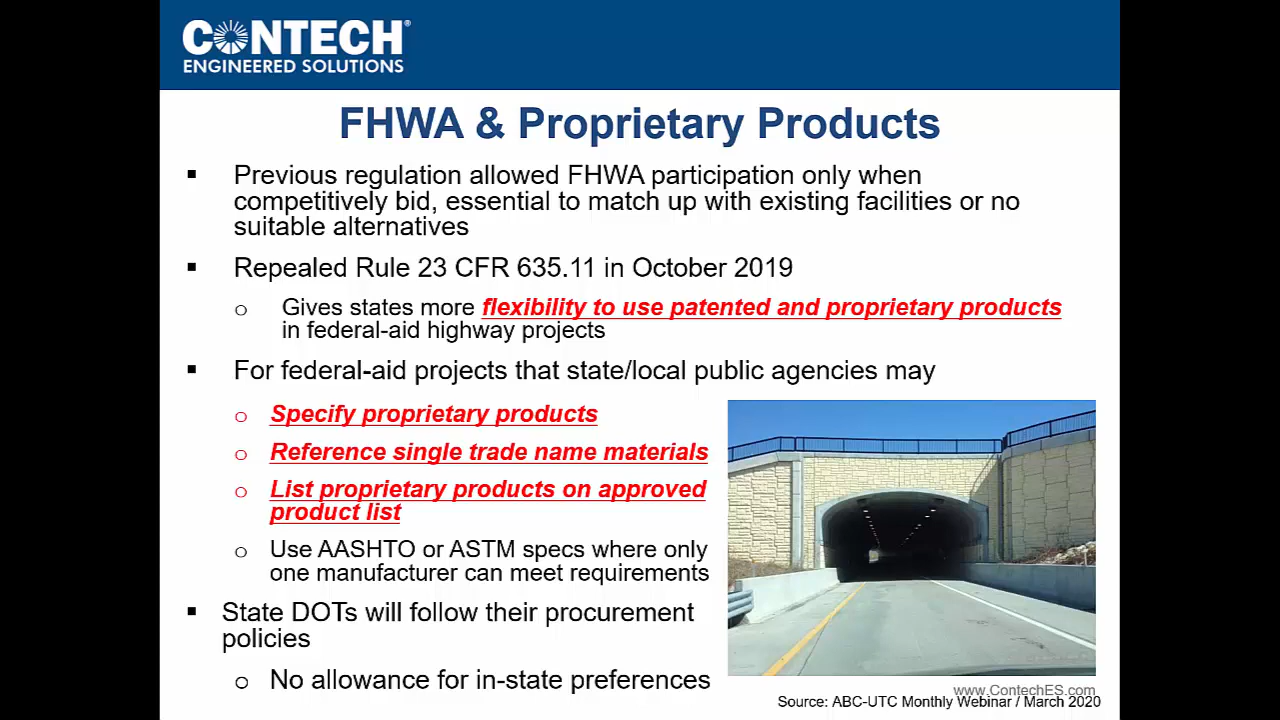 CONTECH®
ENGINEERED SOLUTIONS
FHWA & Proprietary Products
▪ Previous regulation allowed FHWA participation only when
competitively bid, essential to match up with existing facilities or no
suitable alternatives
▪ Repealed Rule 23 CFR 635.11 in October 2019
o Gives states more flexibility to use patented and proprietary products
in federal-aid highway projects
▪ For federal-aid projects that state/local public agencies may
o Specify proprietary products
o Reference single trade name materials
o List proprietary products on approved
product list
o Use AASHTO or ASTM specs where only
one manufacturer can meet requirements
▪ State DOTs will follow their procurement
policies
o No allowance for in-state preferences
www.ContechES.com
Source: ABC-UTC Monthly Webinar / March 2020